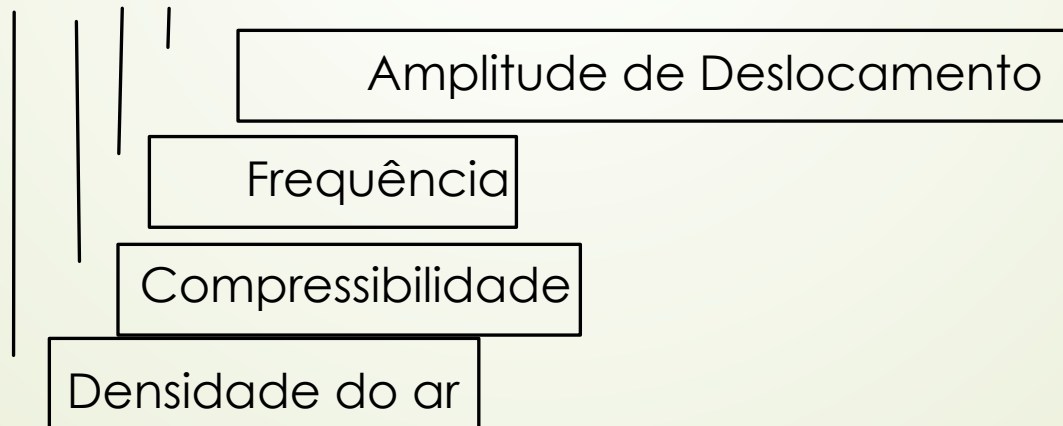 Amplitude de Deslocamento
Frequência
Compressibilidade
Densidade do ar